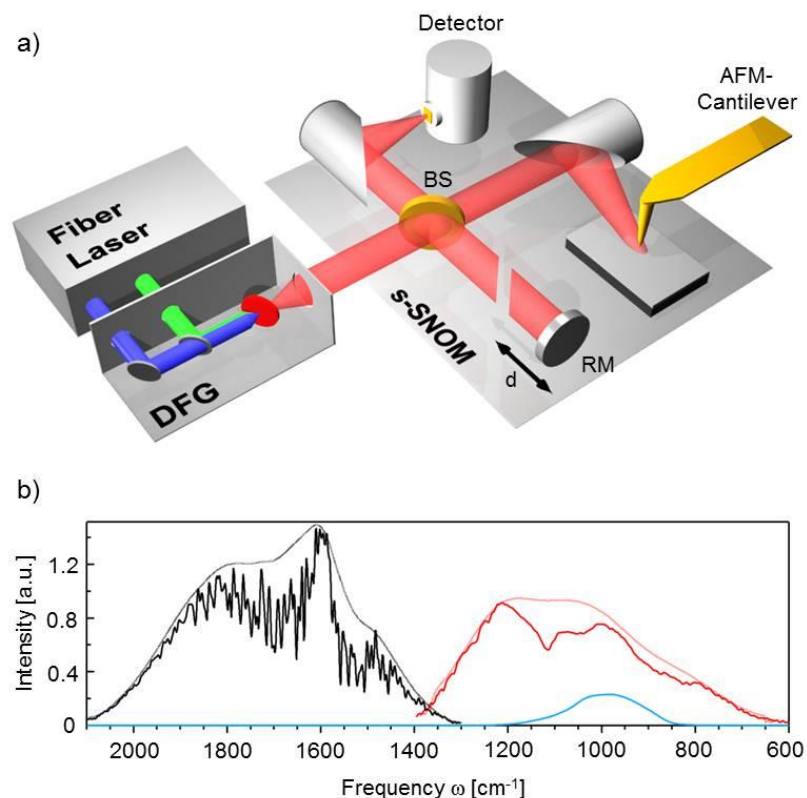 a)
Detector
AFM-
Cantilever
BS
Fiber
Laser
s-SNOM
d
RM
DFG
b)
Intensity [a.u.]
1.2
0.8
0.4
0
2000 1800 1600 1400 1200 1000 800 600
Frequency ω [cm⁻¹]